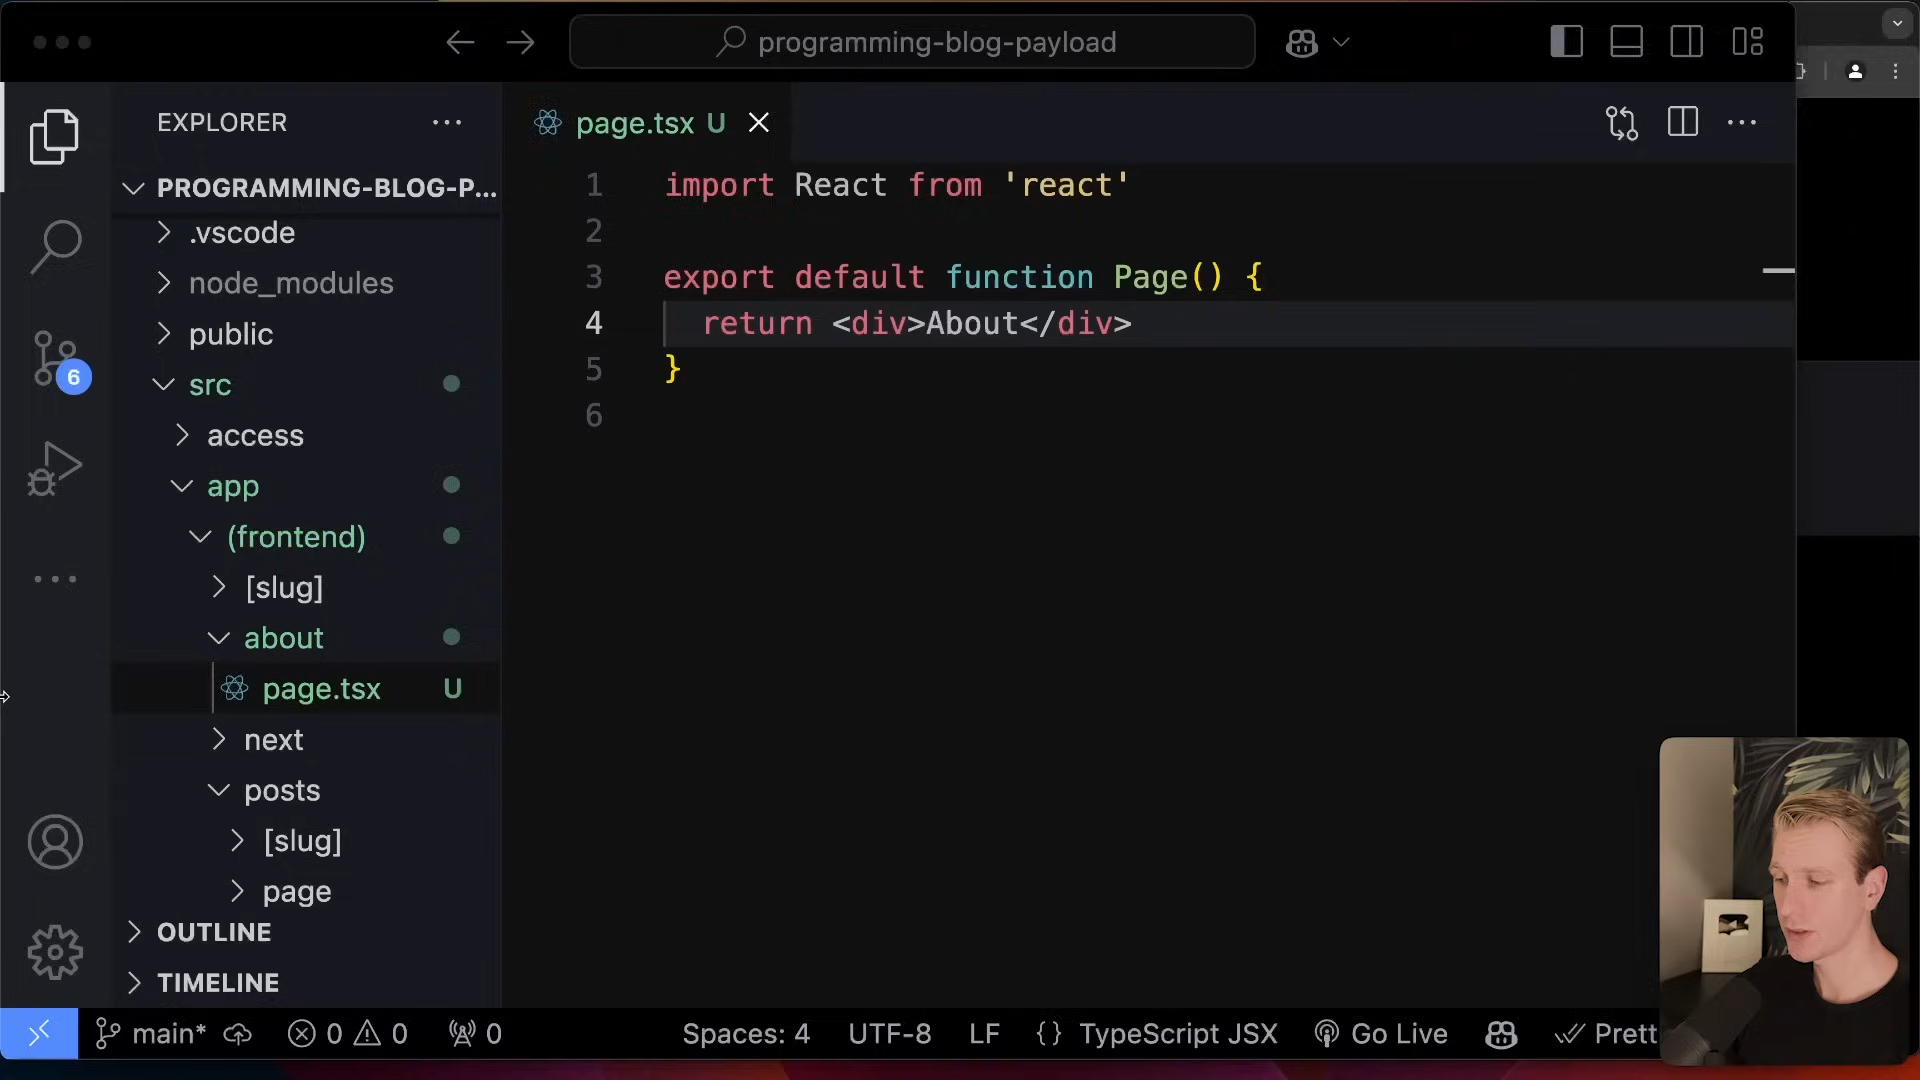 programming-blog-payload
EXPLORER
PROGRAMMING-BLOG-P...
.vscode
node_modules
public
src
access
app
(frontend)
[slug]
about
page.tsx U
next
posts
[slug]
page
OUTLINE
TIMELINE
6
page.tsx U
1 import React from 'react'
2
3 export default function Page() {
4 return <div>About</div>
5 }
6
main* 0 0 0 Spaces: 4 UTF-8 LF {} TypeScript JSX Go Live Prett